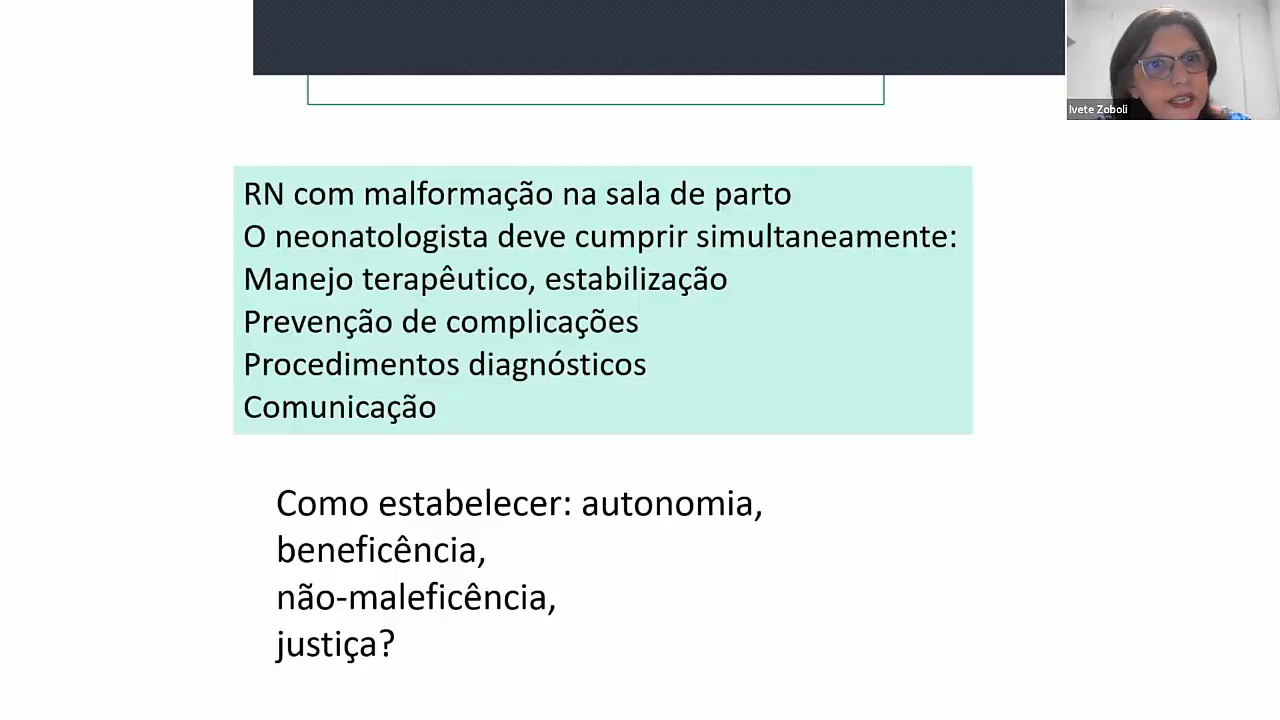 Ivete Zoboli
RN com malformação na sala de parto
O neonatologista deve cumprir simultaneamente:
Manejo terapêutico, estabilização
Prevenção de complicações
Procedimentos diagnósticos
Comunicação
Como estabelecer: autonomia,
beneficência,
não-maleficência,
justiça?